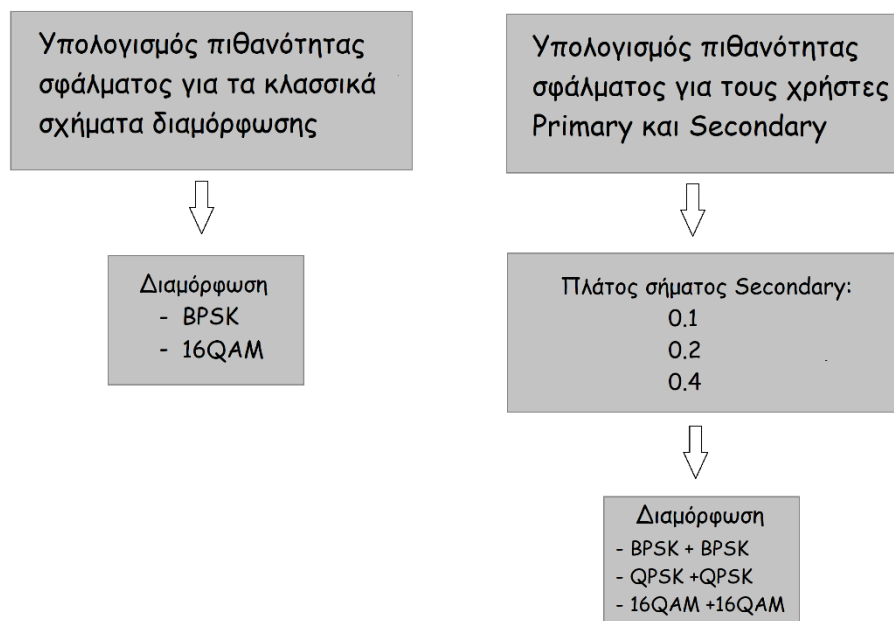 Υπολογισμός πιθανότητας
σφάλματος για τα κλασσικά
σχήματα διαμόρφωσης
Διαμόρφωση
- BPSK
- 16QAM
Υπολογισμός πιθανότητας
σφάλματος για τους χρήστες
Primary και Secondary
Πλάτος σήματος Secondary:
0.1
0.2
0.4
Διαμόρφωση
- BPSK + BPSK
- QPSK +QPSK
- 16QAM +16QAM